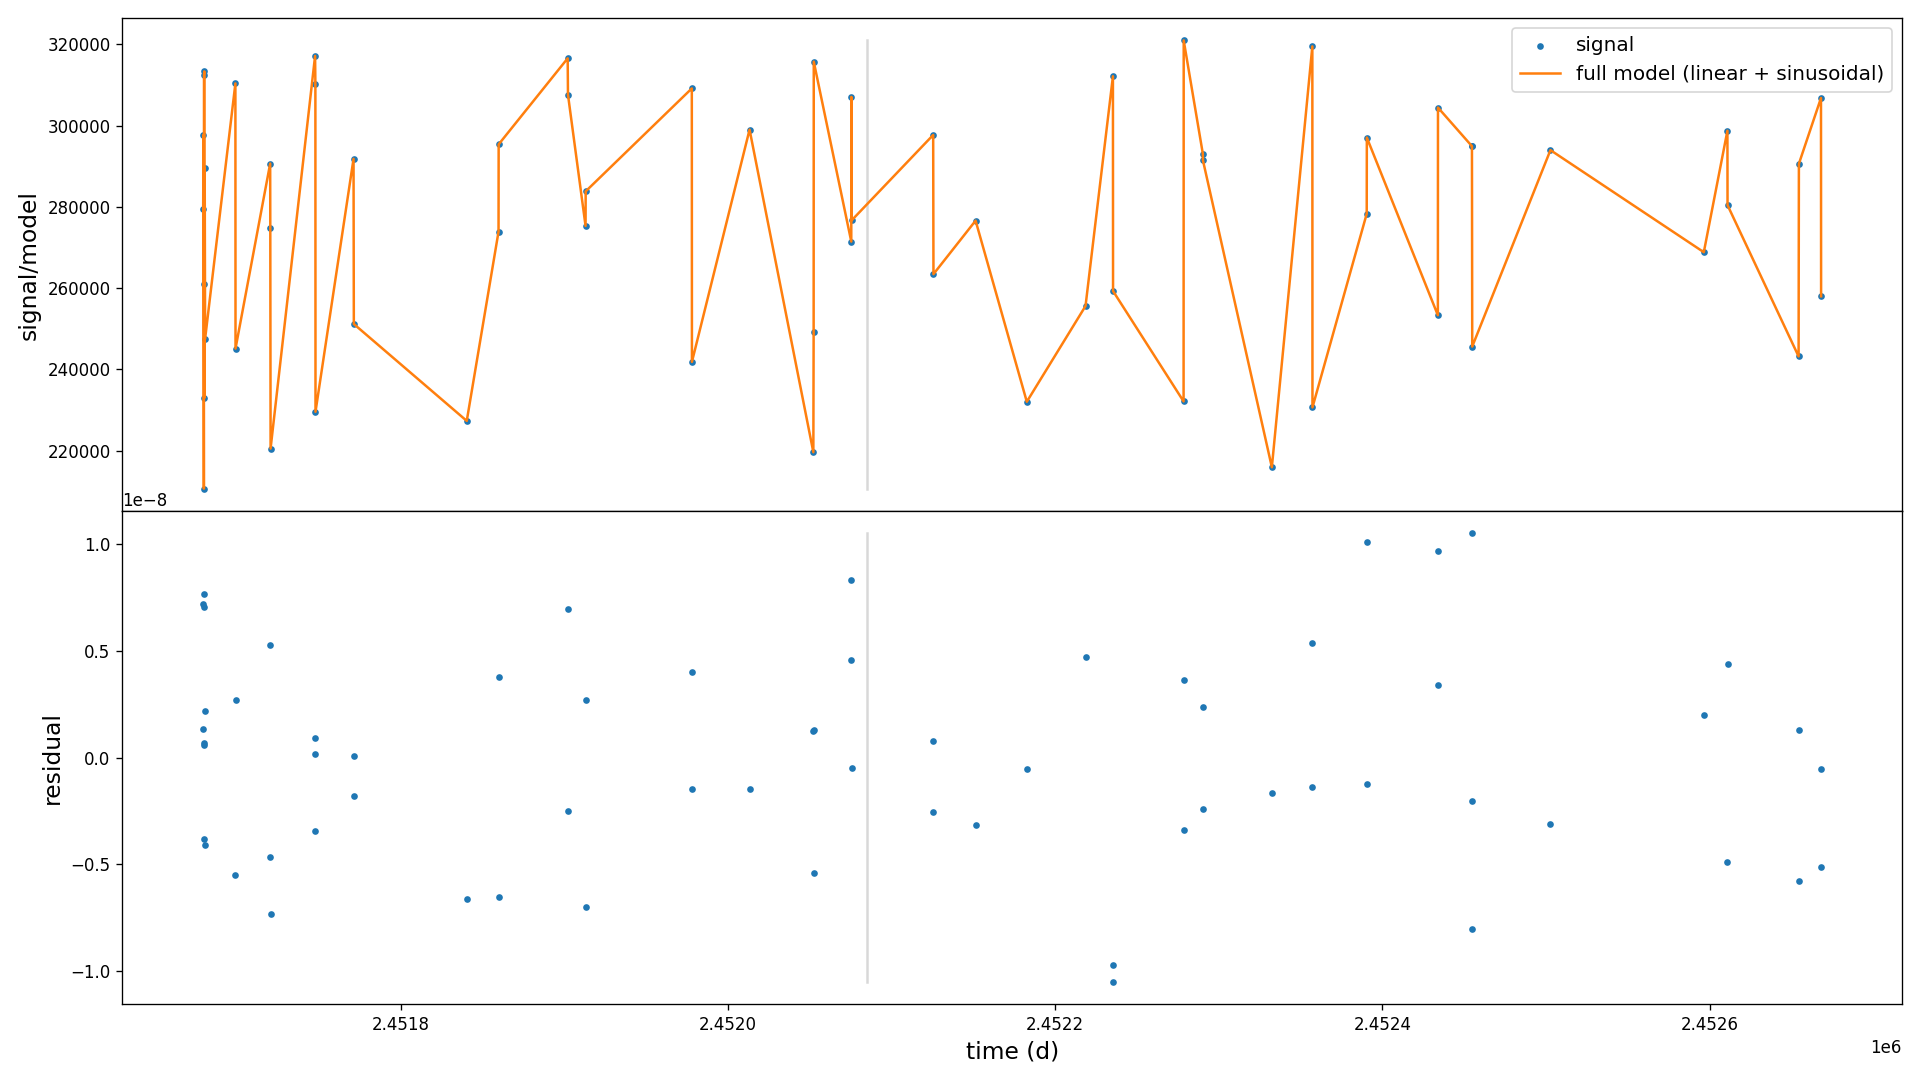 320000
300000
280000
260000
240000
220000
signal/model
signal
full model (linear + sinusoidal)
1e−8
1.0
0.5
0.0
−0.5
−1.0
residual
2.4518
2.4520
2.4522
2.4524
2.4526
1e6
time (d)